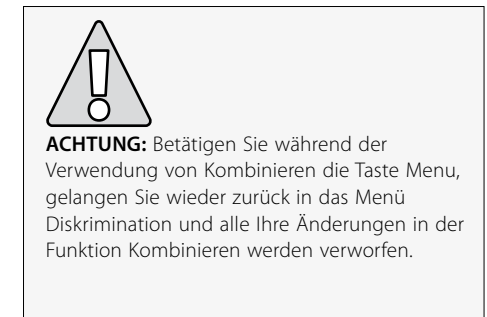 ACHTUNG: Betätigen Sie während der
Verwendung von Kombinieren die Taste Menu,
gelangen Sie wieder zurück in das Menü
Diskrimination und alle Ihre Änderungen in der
Funktion Kombinieren werden verworfen.